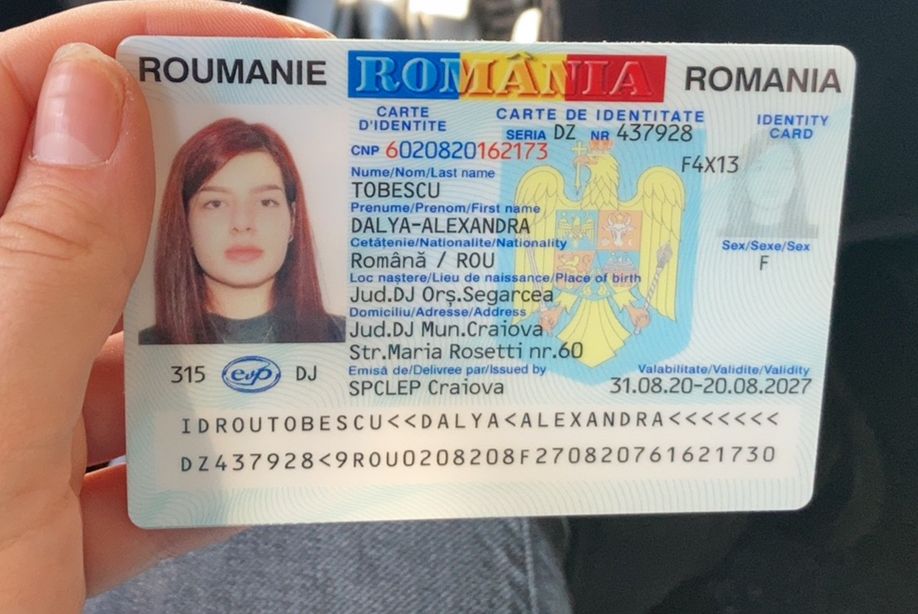 ROUMANIE ROMÂNIA ROMANIA
CARTE D'IDENTITE
CARTE DE IDENTITATE
IDENTITY CARD
SERIA DZ NR 437928
CNP 6020820162173
F4X13
Nume/Nom/Last name
TOBESCU
Prenume/Prenom/First name
DALYA-ALEXANDRA
Cetăţenie/Nationalite/Nationality
Română / ROU
Sex/Sexe/Sex
F
Loc naştere/Lieu de naissance/Place of birth
Jud.DJ Orş.Segarcea
Domiciliu/Adresse/Address
Jud.DJ Mun.Craiova
Str.Maria Rosetti nr.60
Emisă de/Delivree par/Issued by
SPCLEP Craiova
Valabilitate/Validite/Validity
31.08.20-20.08.2027
315 evp DJ
IDROUTOBESCU<<DALYA<ALEXANDRA<<<<<<<
DZ437928<9ROU0208208F270820761621730